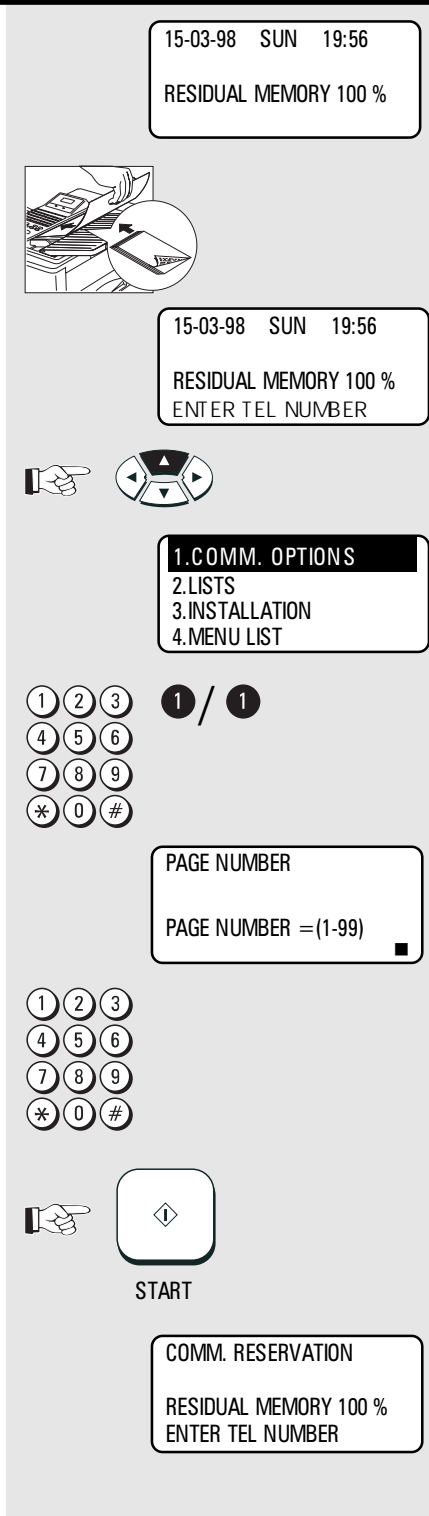 15-03-98 SUN 19:56
RESIDUAL MEMORY 100 %
15-03-98 SUN 19:56
RESIDUAL MEMORY 100 %
ENTER TEL NUMBER
1.COMM. OPTIONS
2.LISTS
3.INSTALLATION
4.MENU LIST
1 2 3 1 / 1
4 5 6
7 8 9
* 0 #
PAGE NUMBER
PAGE NUMBER =(1-99)
1 2 3
4 5 6
7 8 9
* 0 #
START
COMM. RESERVATION
RESIDUAL MEMORY 100 %
ENTER TEL NUMBER